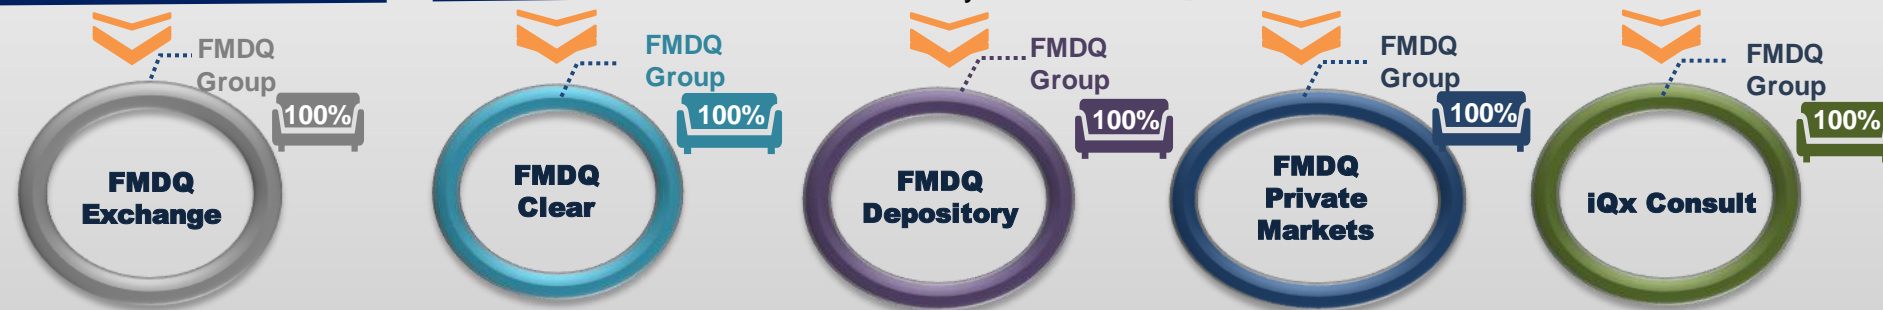 FMDQ
Group
100%
FMDQ
Exchange
FMDQ
Group
100%
FMDQ
Clear
FMDQ
Group
100%
FMDQ
Depository
FMDQ
Group
100%
FMDQ
Private
Markets
FMDQ
Group
100%
iQx Consult